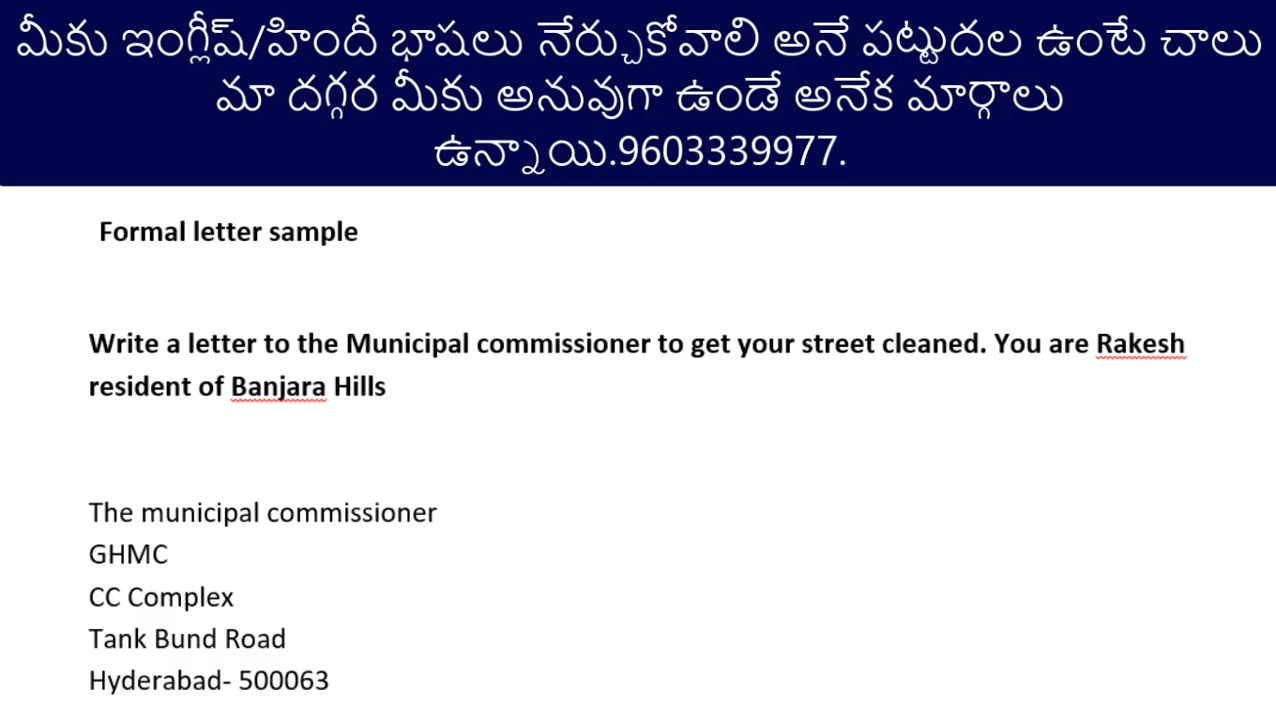 మీకు ఇంగ్లీష్/హిందీ భాషలు నేర్చుకోవాలి అనే పట్టుదల ఉంటే చాలు
మా దగ్గర మీకు అనువుగా ఉండే అనేక మార్గాలు
ఉన్నాయి.9603339977.
Formal letter sample
Write a letter to the Municipal commissioner to get your street cleaned. You are Rakesh
resident of Banjara Hills
The municipal commissioner
GHMC
CC Complex
Tank Bund Road
Hyderabad- 500063